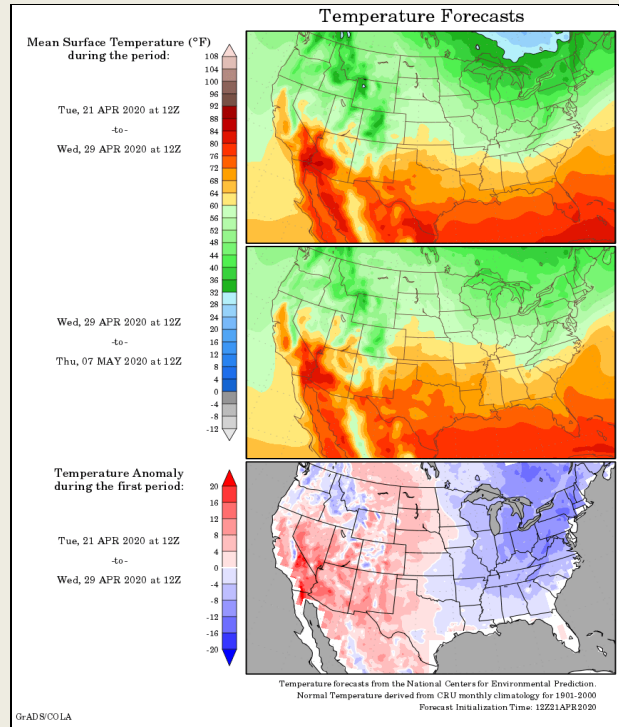 Temperature Forecasts
Mean Surface Temperature (°F)
during the period:
Tue, 21 APR 2020 at 12Z
-to-
Wed, 29 APR 2020 at 12Z
108
104
100
96
92
88
84
80
76
72
68
64
60
56
52
48
44
36
32
28
24
20
16
12
8
4
0
-4
-8
-12
Wed, 29 APR 2020 at 12Z
-to-
Thu, 07 MAY 2020 at 12Z
Temperature Anomaly
during the first period:
Tue, 21 APR 2020 at 12Z
-to-
Wed, 29 APR 2020 at 12Z
20
16
12
8
4
0
-4
-8
-12
-16
-20
Temperature forecasts from the National Centers for Environmental Prediction.
Normal Temperature derived from CRU monthly climatology for 1901-2000
Forecast Initialization Time: 12Z21APR2020
GrADS/COLA